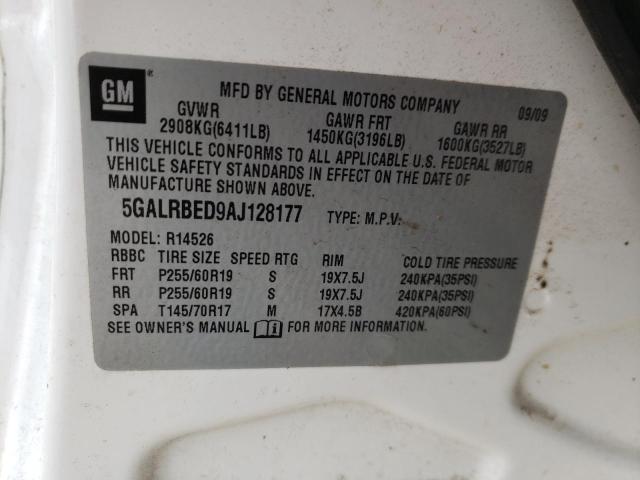 GM®
MFD BY GENERAL MOTORS COMPANY 09/09
GVWR GAWR FRT GAWR RR
2908KG(6411LB) 1450KG(3196LB) 1600KG(3527LB)
THIS VEHICLE CONFORMS TO ALL APPLICABLE U.S. FEDERAL MOTOR
VEHICLE SAFETY STANDARDS IN EFFECT ON THE DATE OF
MANUFACTURE SHOWN ABOVE.
5GALRBED9AJ128177 TYPE: M.P.V:
MODEL: R14526
RBBC TIRE SIZE SPEED RTG RIM COLD TIRE PRESSURE
FRT P255/60R19 S 19X7.5J 240KPA(35PSI)
RR P255/60R19 S 19X7.5J 240KPA(35PSI)
SPA T145/70R17 M 17X4.5B 420KPA(60PSI)
SEE OWNER'S MANUAL i FOR MORE INFORMATION.